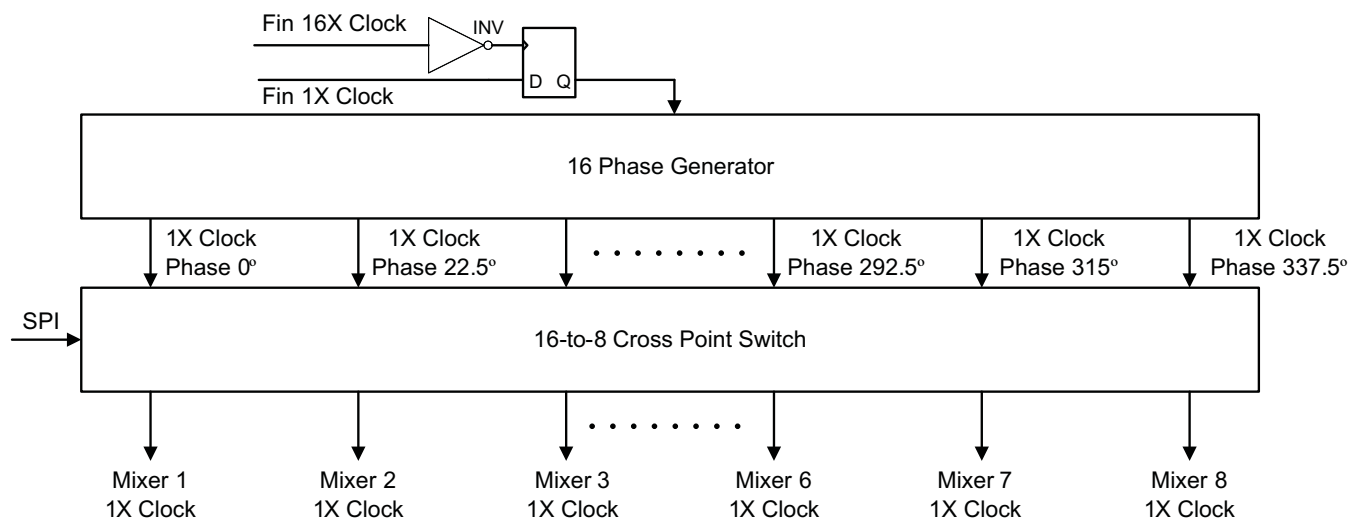 Fin 16X Clock
INV
D Q
Fin 1X Clock
16 Phase Generator
1X Clock
Phase 0º
1X Clock
Phase 22.5º
1X Clock
Phase 292.5º
1X Clock
Phase 315º
1X Clock
Phase 337.5º
SPI
16-to-8 Cross Point Switch
Mixer 1
1X Clock
Mixer 2
1X Clock
Mixer 3
1X Clock
Mixer 6
1X Clock
Mixer 7
1X Clock
Mixer 8
1X Clock